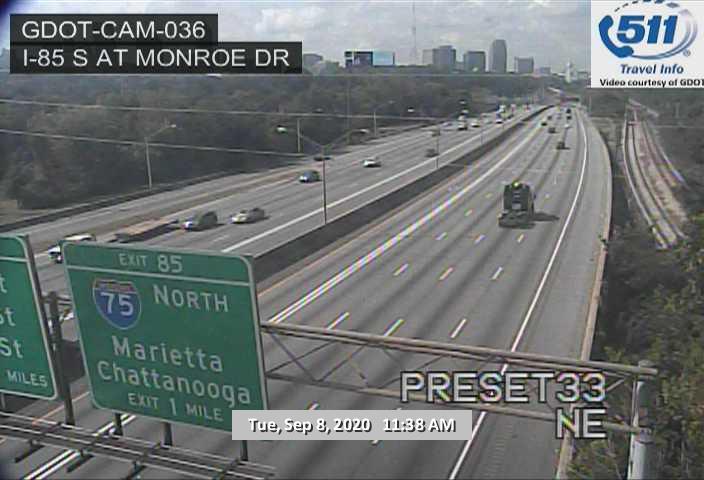 GDOT-CAM-036
I-85 S AT MONROE DR
511
Travel Info
Video courtesy of GDOT
EXIT 85
INTERSTATE
75
NORTH
Marietta
Chattanooga
EXIT 1 MILE
St
MILES
PRESET33
NE
Tue, Sep 8, 2020 11:38 AM